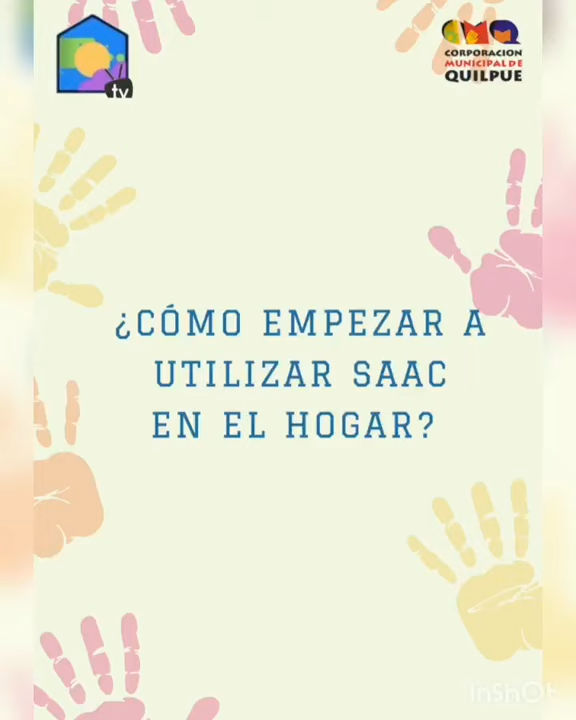 tv
CORPORACION
MUNICIPAL DE
QUILPUE
¿CÓMO EMPEZAR A
UTILIZAR SAAC
EN EL HOGAR?
InShOt